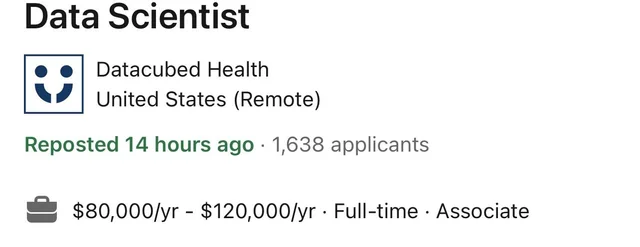 Data Scientist
Datacubed Health
United States (Remote)
Reposted 14 hours ago · 1,638 applicants
$80,000/yr - $120,000/yr · Full-time · Associate